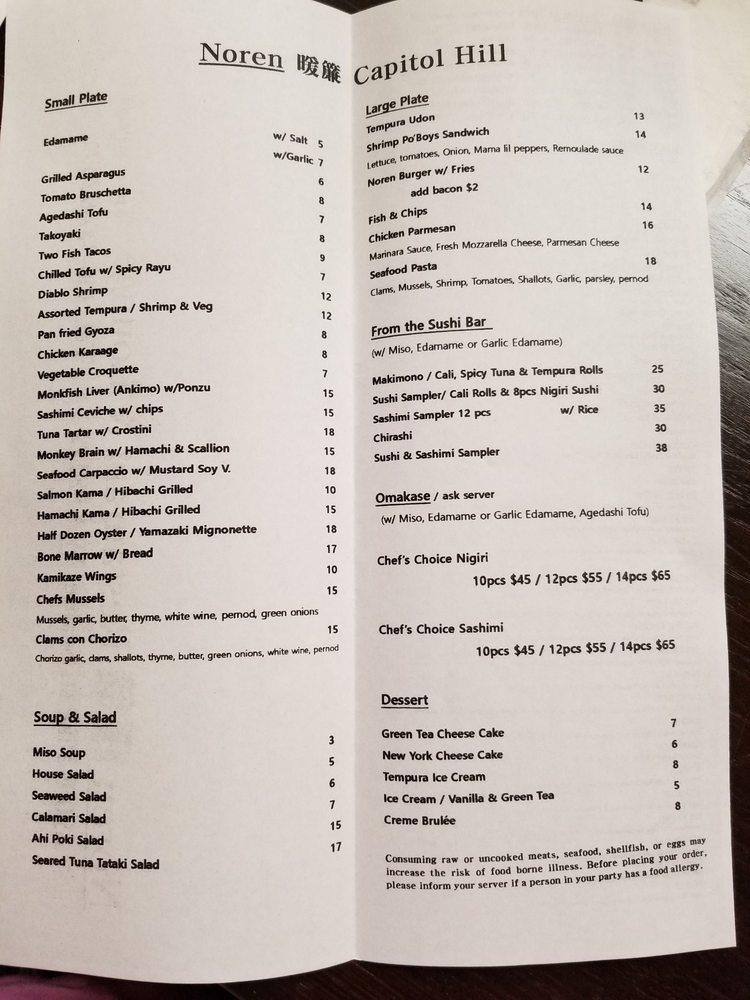 Noren 暖簾 Capitol Hill
Small Plate
Edamame w/ Salt 5
w/Garlic 7
Grilled Asparagus 6
Tomato Bruschetta 8
Agedashi Tofu 7
Takoyaki 8
Two Fish Tacos 9
Chilled Tofu w/ Spicy Rayu 7
Diablo Shrimp 12
Assorted Tempura / Shrimp & Veg 12
Pan fried Gyoza 8
Chicken Karaage 8
Vegetable Croquette 7
Monkfish Liver (Ankimo) w/Ponzu 15
Sashimi Ceviche w/ chips 15
Tuna Tartar w/ Crostini 18
Monkey Brain w/ Hamachi & Scallion 15
Seafood Carpaccio w/ Mustard Soy V. 18
Salmon Kama / Hibachi Grilled 10
Hamachi Kama / Hibachi Grilled 15
Half Dozen Oyster / Yamazaki Mignonette 18
Bone Marrow w/ Bread 17
Kamikaze Wings 10
Chefs Mussels 15
Mussels, garlic, butter, thyme, white wine, pernod, green onions
Clams con Chorizo 15
Chorizo garlic, clams, shallots, thyme, butter, green onions, white wine, pernod
Soup & Salad
Miso Soup 3
House Salad 5
Seaweed Salad 6
Calamari Salad 7
Ahi Poki Salad 15
Seared Tuna Tataki Salad 17
Large Plate
Tempura Udon 13
Shrimp Po'Boys Sandwich 14
Lettuce, tomatoes, Onion, Mama lil peppers, Remoulade sauce
Noren Burger w/ Fries 12
add bacon $2
Fish & Chips 14
Chicken Parmesan 16
Marinara Sauce, Fresh Mozzarella Cheese, Parmesan Cheese
Seafood Pasta 18
Clams, Mussels, Shrimp, Tomatoes, Shallots, Garlic, parsley, pernod
From the Sushi Bar
(w/ Miso, Edamame or Garlic Edamame)
Makimono / Cali, Spicy Tuna & Tempura Rolls 25
Sushi Sampler/ Cali Rolls & 8pcs Nigiri Sushi 30
Sashimi Sampler 12 pcs w/ Rice 35
Chirashi 30
Sushi & Sashimi Sampler 38
Omakase / ask server
(w/ Miso, Edamame or Garlic Edamame, Agedashi Tofu)
Chef's Choice Nigiri
10pcs $45 / 12pcs $55 / 14pcs $65
Chef's Choice Sashimi
10pcs $45 / 12pcs $55 / 14pcs $65
Dessert
Green Tea Cheese Cake 7
New York Cheese Cake 6
Tempura Ice Cream 8
Ice Cream / Vanilla & Green Tea 5
Creme Brulée 8
Consuming raw or uncooked meats, seafood, shellfish, or eggs may
increase the risk of food borne illness. Before placing your order,
please inform your server if a person in your party has a food allergy.